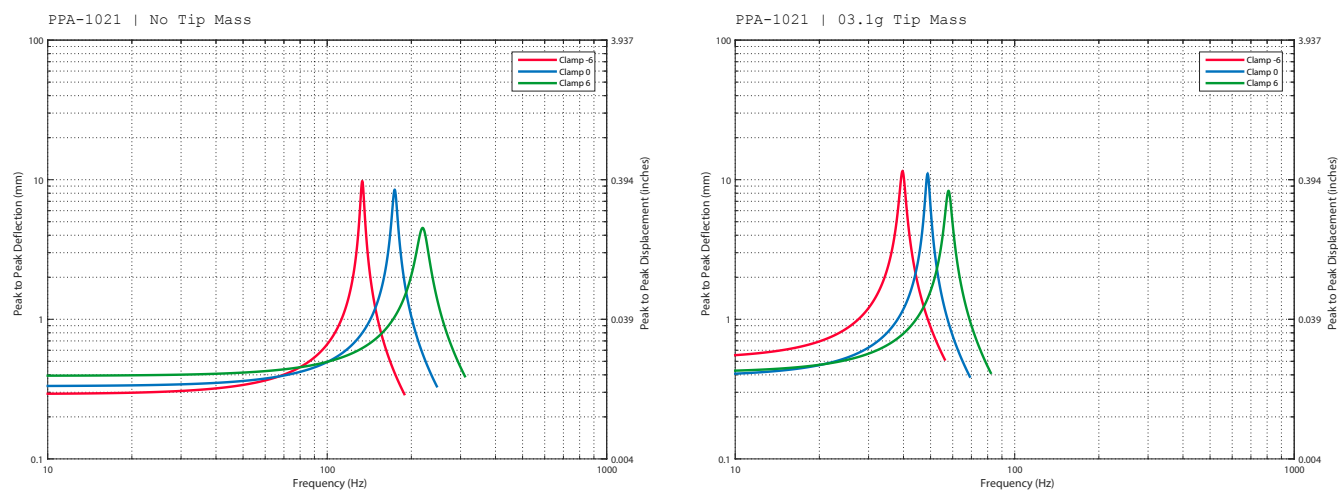 PPA-1021 | No Tip Mass
100
10
1
0.1
Peak to Peak Deflection (mm)
3.937
0.394
0.039
0.004
Peak to Peak Displacement (inches)
Clamp -6
Clamp 0
Clamp 6
10
100
1000
Frequency (Hz)
PPA-1021 | 03.1g Tip Mass
100
10
1
0.1
Peak to Peak Deflection (mm)
3.937
0.394
0.039
0.004
Peak to Peak Displacement (inches)
Clamp -6
Clamp 0
Clamp 6
10
100
1000
Frequency (Hz)